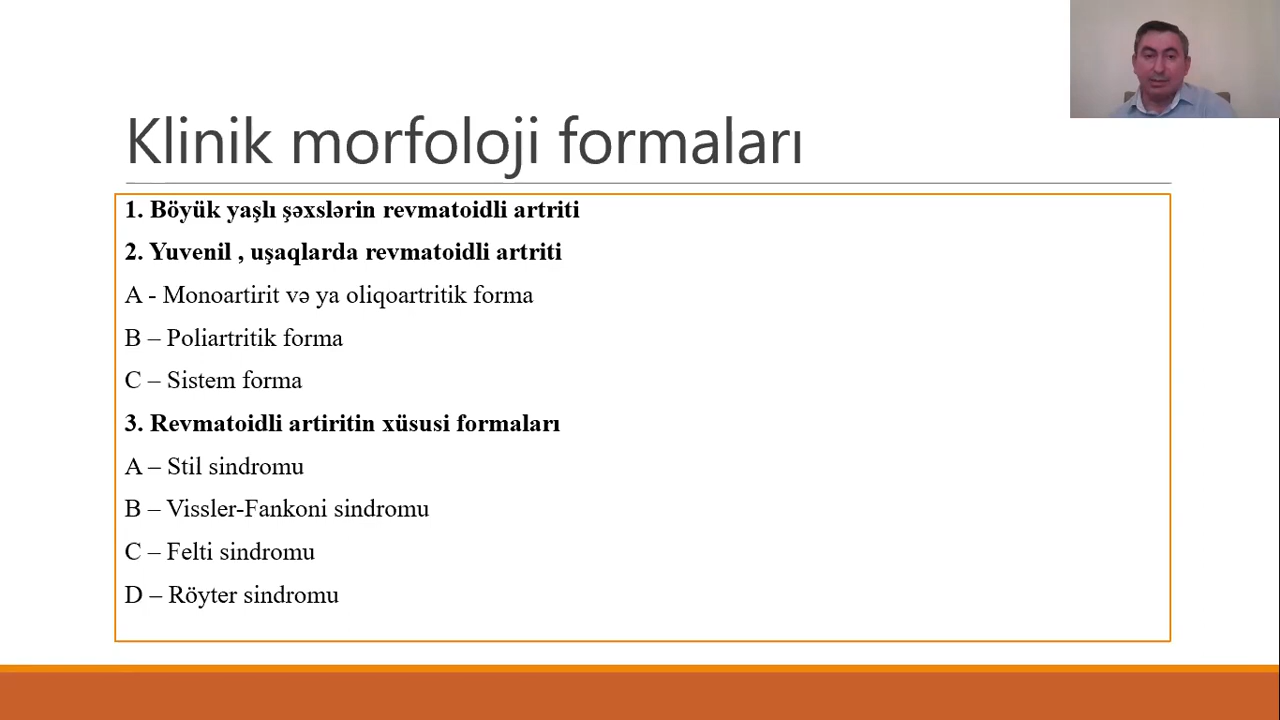 Klinik morfoloji formaları
1. Böyük yaşlı şəxslərin revmatoidli artriti
2. Yuvenil , uşaqlarda revmatoidli artriti
A - Monoartirit və ya oliqoartritik forma
B – Poliartritik forma
C – Sistem forma
3. Revmatoidli artiritin xüsusi formaları
A – Stil sindromu
B – Vissler-Fankoni sindromu
C – Felti sindromu
D – Röyter sindromu